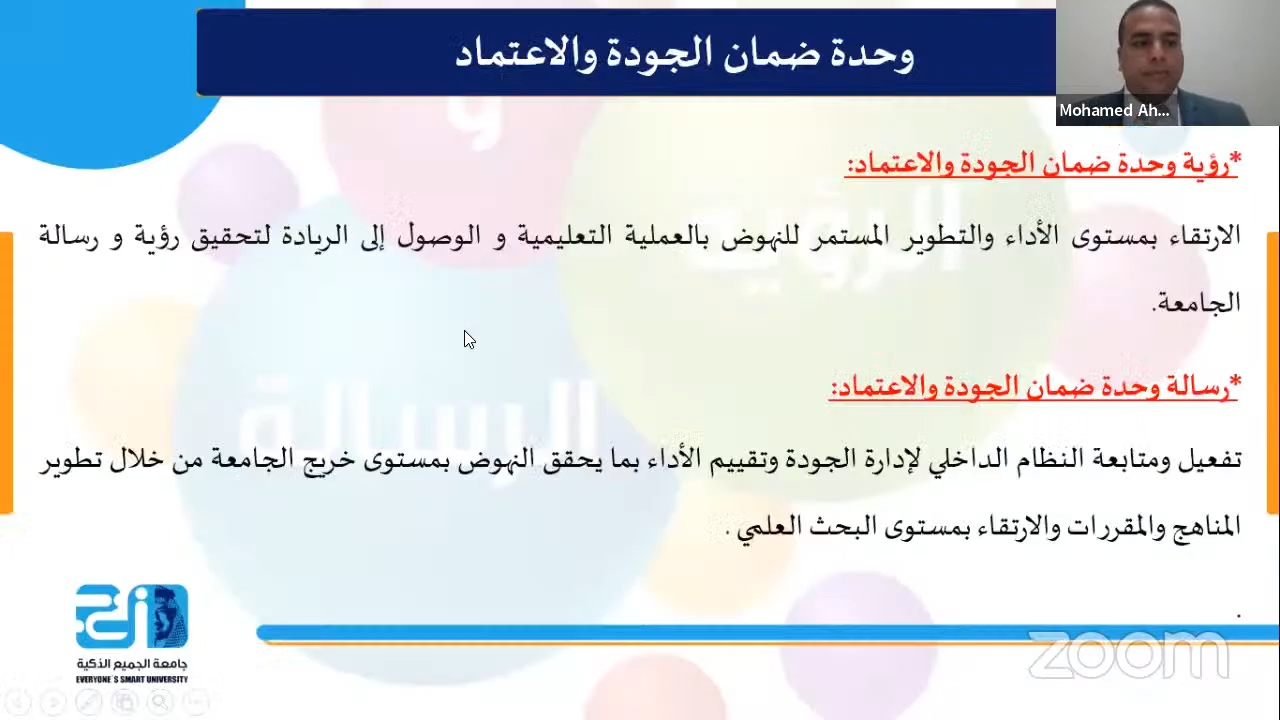 وحدة ضمان الجودة والاعتماد
Mohamed Ah...
*رؤية وحدة ضمان الجودة والاعتماد:
الارتقاء بمستوى الأداء والتطوير المستمر للنهوض بالعملية التعليمية و الوصول إلى الريادة لتحقيق رؤية و رسالة
الجامعة.
*رسالة وحدة ضمان الجودة والاعتماد:
تفعيل ومتابعة النظام الداخلي لإدارة الجودة وتقييم الأداء بما يحقق النهوض بمستوى خريج الجامعة من خلال تطوير
المناهج والمقررات والارتقاء بمستوى البحث العلمي .
.
و
الرؤية
الرسالة
جامعة الجميع الذكية
EVERYONE'S SMART UNIVERSITY
zoom